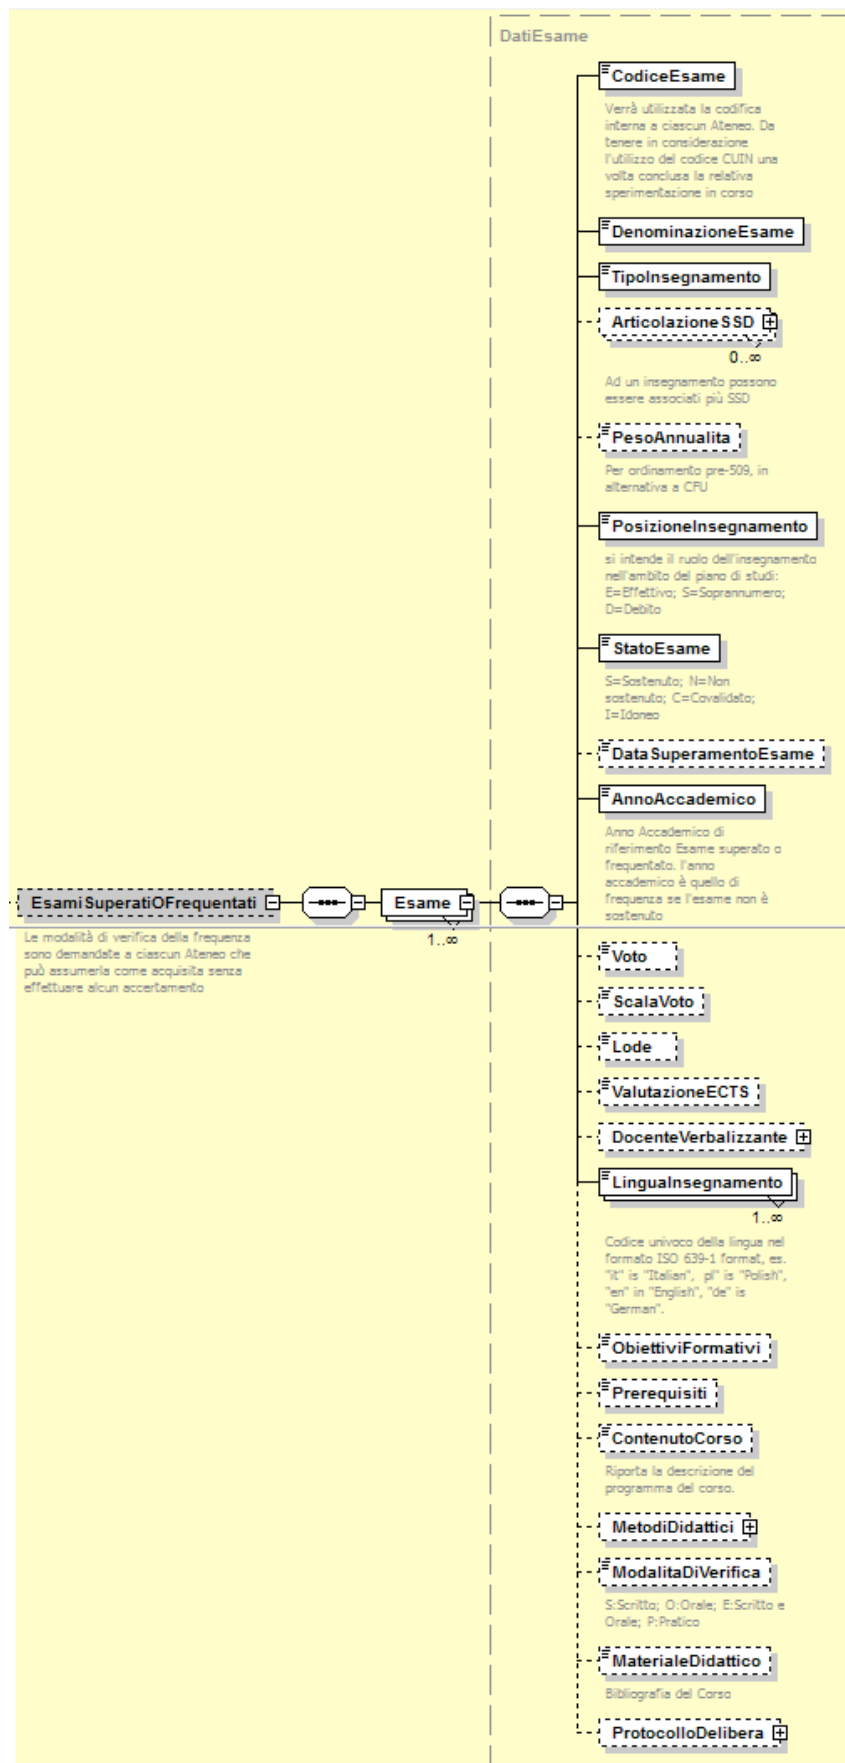 DatiEsame
CodiceEsame
Verrà utilizzata la codifica
interna a ciascun Ateneo. Da
tenere in considerazione
l'utilizzo del codice CUIN una
volta conclusa la relativa
sperimentazione in corso
DenominazioneEsame
TipoInsegnamento
ArticolazioneSSD
0..∞
Ad un insegnamento possono
essere associati più SSD
PesoAnnualita
Per ordinamento pre-509, in
alternativa a CFU
PosizioneInsegnamento
si intende il ruolo dell'insegnamento
nell'ambito del piano di studi:
E=Effettivo; S=Soprannumero;
D=Debito
StatoEsame
S=Sostenuto; N=Non
sostenuto; C=Covalidato;
I=Idoneo
DataSuperamentoEsame
AnnoAccademico
Anno Accademico di
riferimento Esame superato o
frequentato. l'anno
accademico è quello di
frequenza se l'esame non è
sostenuto
EsamiSuperatiOFrequentati
Le modalità di verifica della frequenza
sono demandate a ciascun Ateneo che
può assumerla come acquisita senza
effettuare alcun accertamento
Esame
1..∞
Voto
ScalaVoto
Lode
ValutazioneECTS
DocenteVerbalizzante
LinguaInsegnamento
1..∞
Codice univoco della lingua nel
formato ISO 639-1 format, es.
"it" is "Italian",  pl" is "Polish",
"en" in "English", "de" is
"German".
ObiettiviFormativi
Prerequisiti
ContenutoCorso
Riporta la descrizione del
programma del corso.
MetodiDidattici
ModalitaDiVerifica
S:Scritto; O:Orale; E:Scritto e
Orale; P:Pratico
MaterialeDidattico
Bibliografia del Corso
ProtocolloDelibera